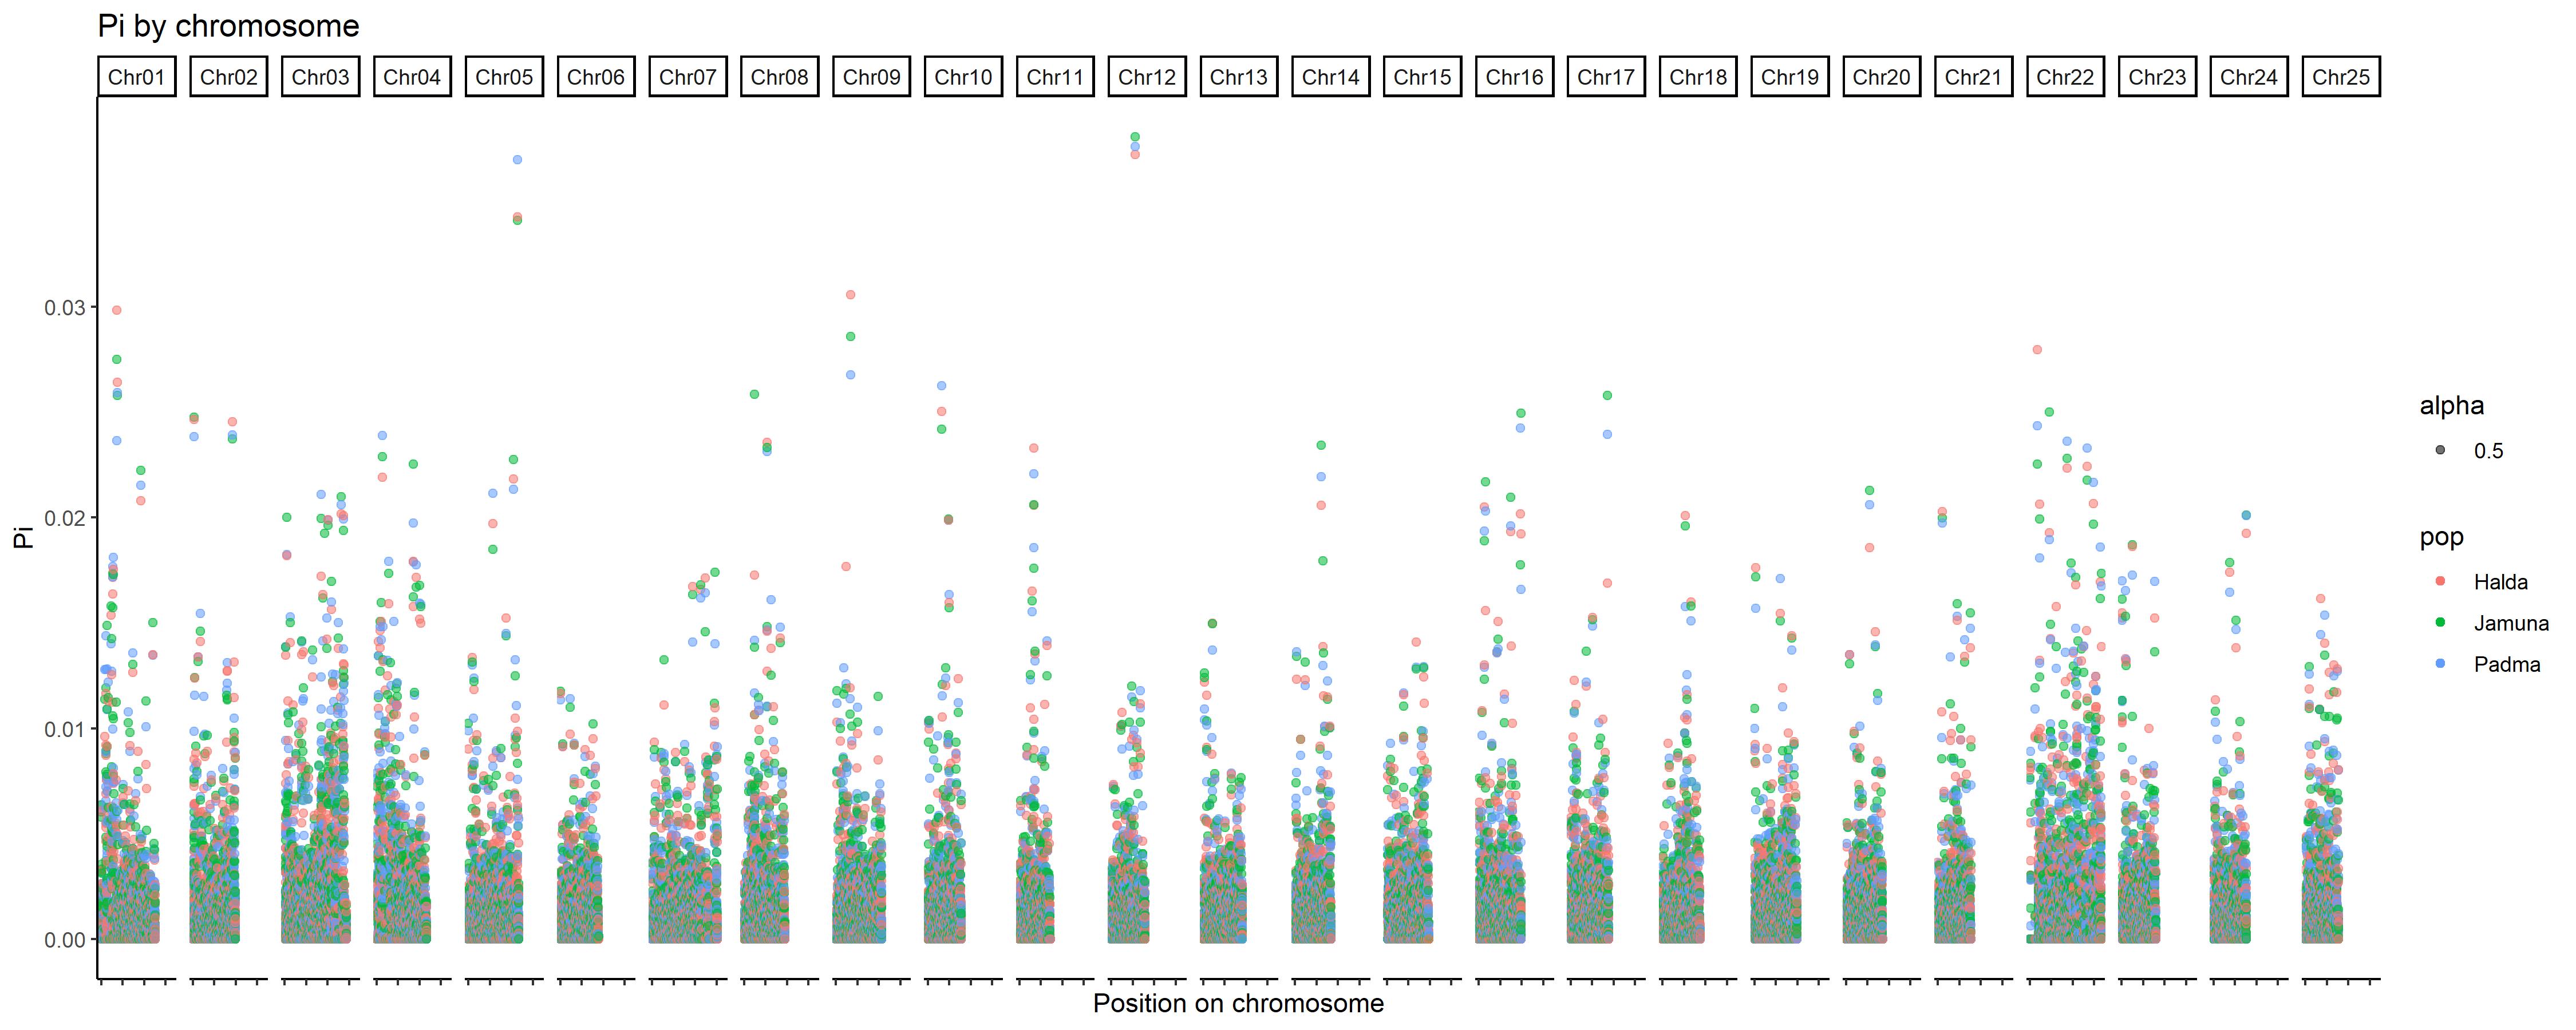 Pi by chromosome
Chr01 Chr02 Chr03 Chr04 Chr05 Chr06 Chr07 Chr08 Chr09 Chr10 Chr11 Chr12 Chr13 Chr14 Chr15 Chr16 Chr17 Chr18 Chr19 Chr20 Chr21 Chr22 Chr23 Chr24 Chr25
0.03
0.02
0.01
0.00
Pi
Position on chromosome
alpha
0.5
pop
Halda
Jamuna
Padma